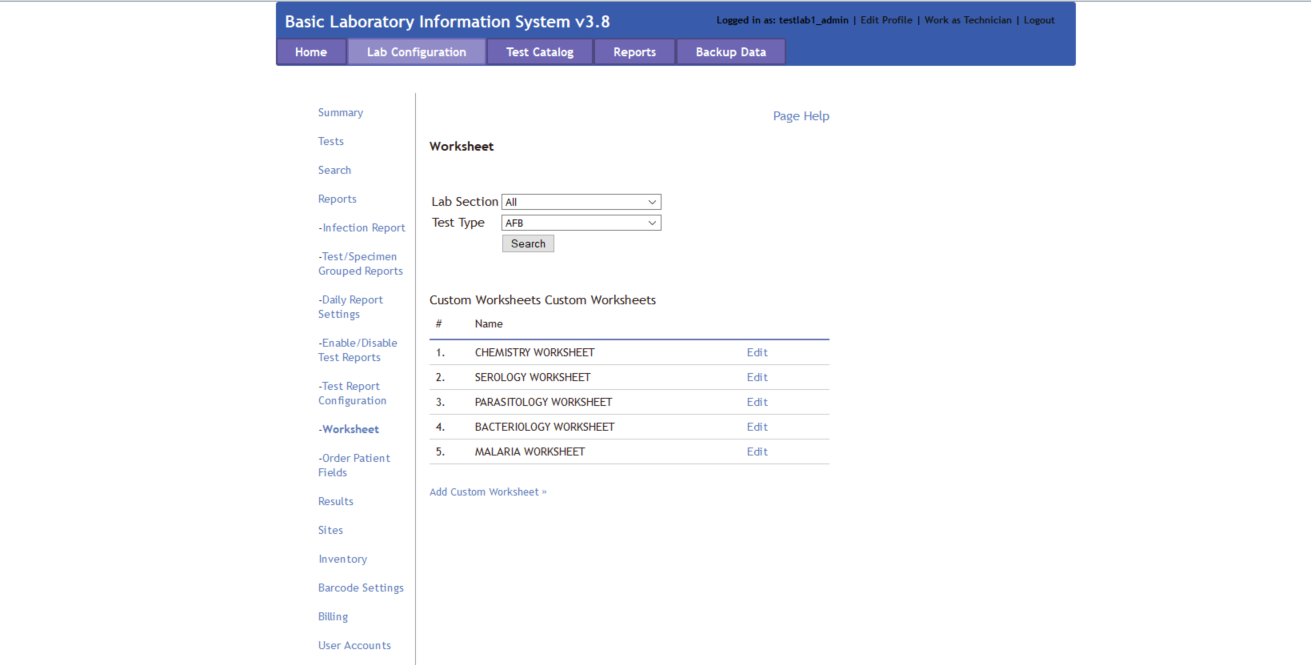 Basic Laboratory Information System v3.8
Logged in as: testlab1_admin | Edit Profile | Work as Technician | Logout
Home Lab Configuration Test Catalog Reports Backup Data
Summary
Tests
Search
Reports
-Infection Report
-Test/Specimen
Grouped Reports
-Daily Report
Settings
-Enable/Disable
Test Reports
-Test Report
Configuration
-Worksheet
-Order Patient
Fields
Results
Sites
Inventory
Barcode Settings
Billing
User Accounts
Page Help
Worksheet
Lab Section All
Test Type AFB
Search
Custom Worksheets Custom Worksheets
# Name
1. CHEMISTRY WORKSHEET Edit
2. SEROLOGY WORKSHEET Edit
3. PARASITOLOGY WORKSHEET Edit
4. BACTERIOLOGY WORKSHEET Edit
5. MALARIA WORKSHEET Edit
Add Custom Worksheet »